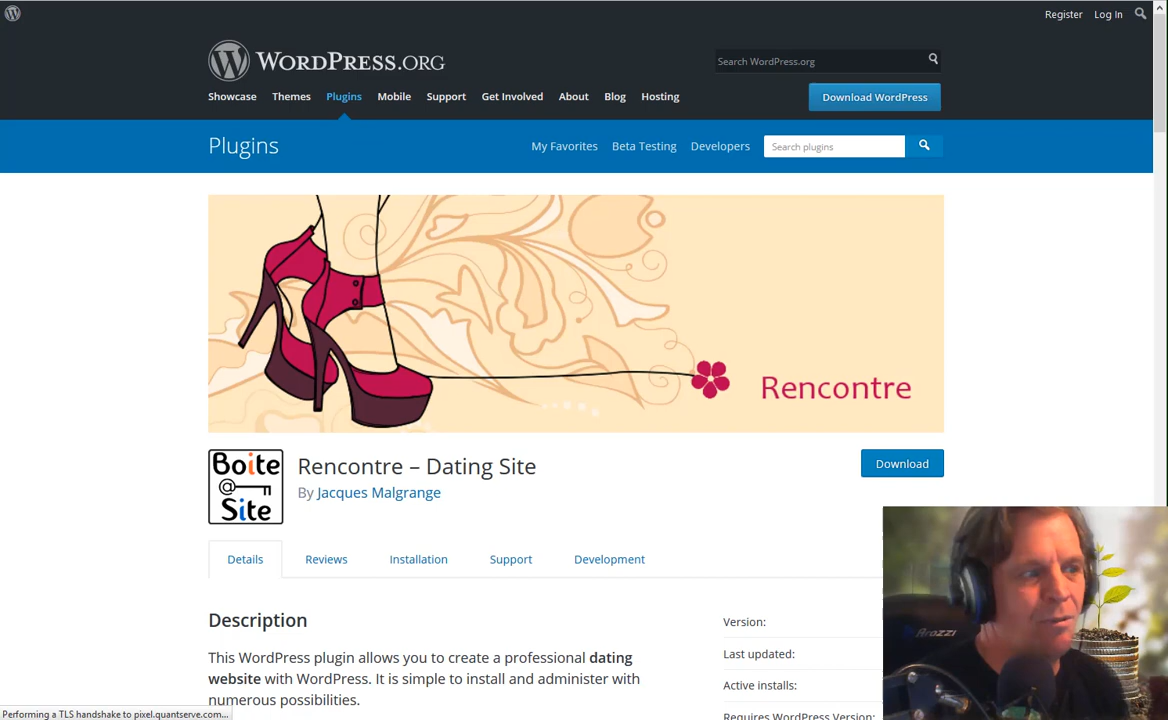 Register Log In
WORDPRESS.ORG
Search WordPress.org
Showcase Themes Plugins Mobile Support Get Involved About Blog Hosting
Download WordPress
Plugins
My Favorites Beta Testing Developers
Search plugins
Rencontre
Boite
@
Site
Rencontre – Dating Site
Download
By Jacques Malgrange
Details Reviews Installation Support Development
Description
Version:
This WordPress plugin allows you to create a professional dating
website with WordPress. It is simple to install and administer with
numerous possibilities.
Last updated:
Active installs:
Requires WordPress Version:
AROZZI
Performing a TLS handshake to pixel.quantserve.com...